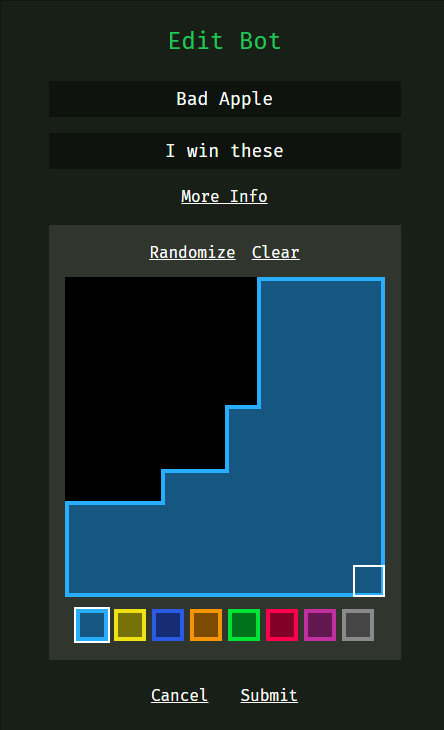 Edit Bot
Bad Apple
I win these
More Info
Randomize Clear
Cancel Submit